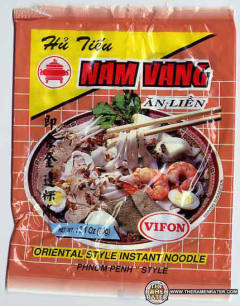 Hủ Tiếu
NAM VANG
ĂN-LIỀN
VIFON
ORIENTAL STYLE INSTANT NOODLE
PHNOM-PENH STYLE
WWW.THERAMENRATER.COM